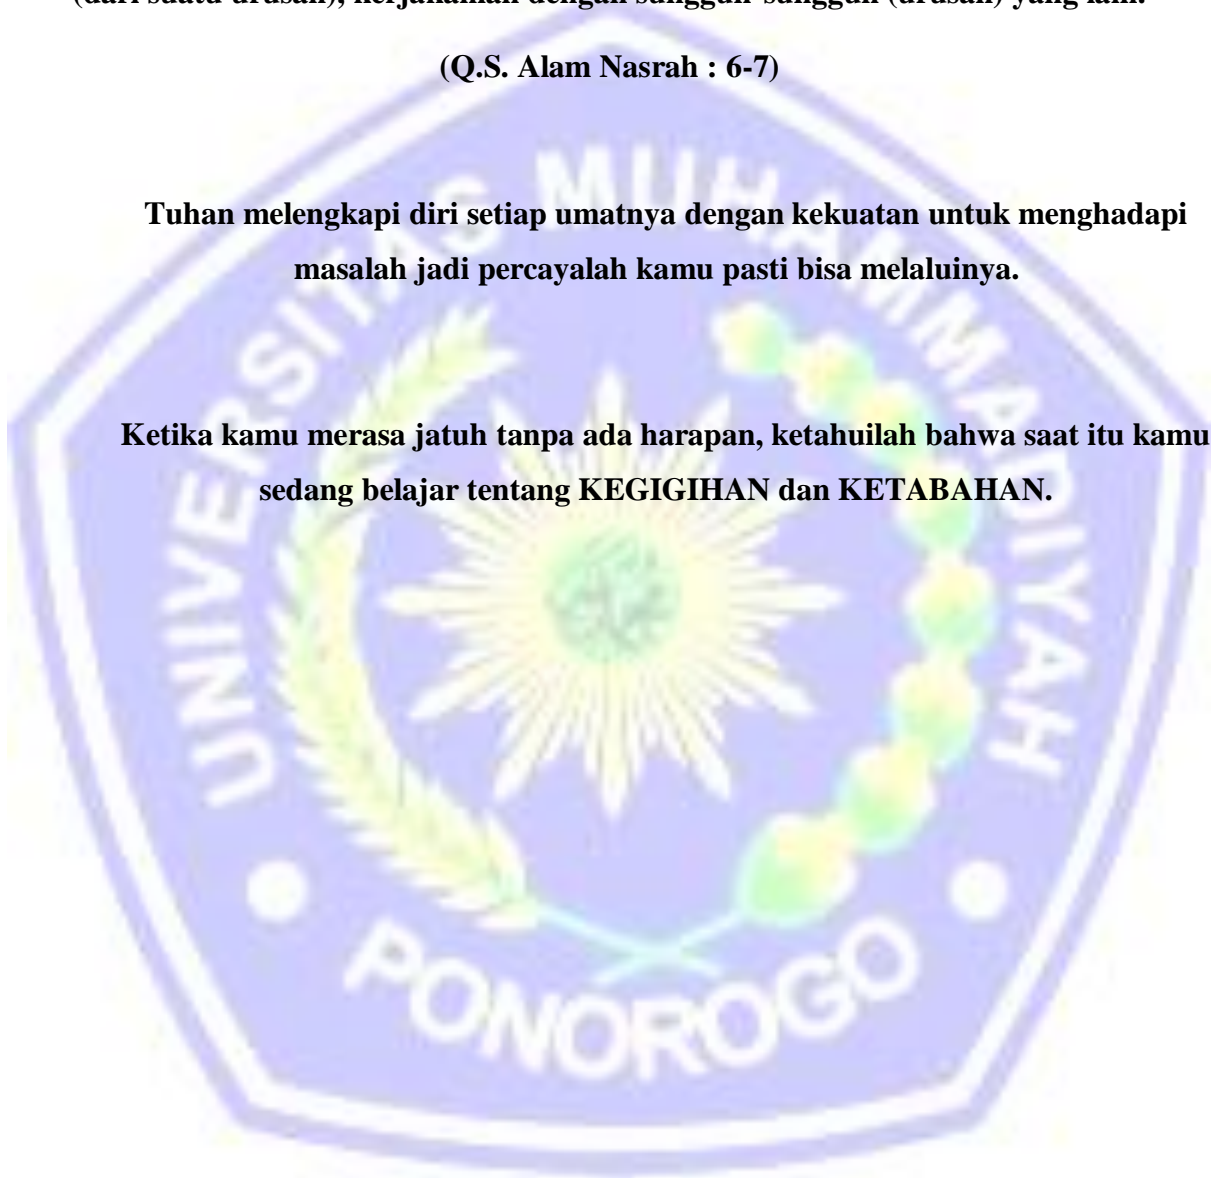 (dari suatu urusan), kerjakanlah dengan sungguh-sungguh (urusan) yang lain.
(Q.S. Alam Nasrah : 6-7)
Tuhan melengkapi diri setiap umatnya dengan kekuatan untuk menghadapi
masalah jadi percayalah kamu pasti bisa melaluinya.
Ketika kamu merasa jatuh tanpa ada harapan, ketahuilah bahwa saat itu kamu
sedang belajar tentang KEGIGIHAN dan KETABAHAN.
UNIVERSITAS MUHAMMADIYAH
PONOROGO